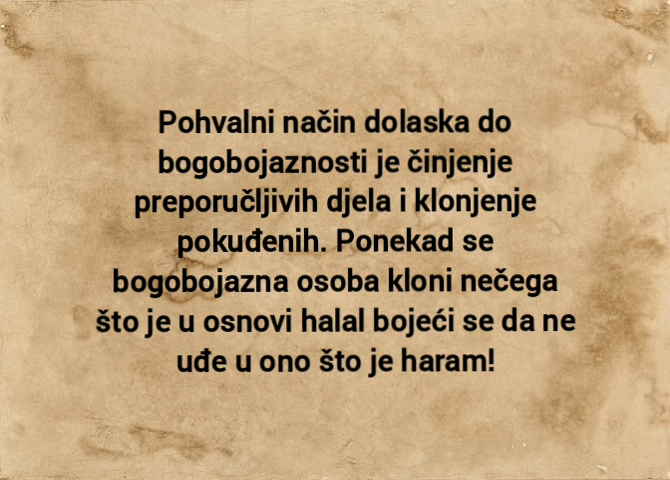 Pohvalni način dolaska do
bogobojaznosti je činjenje
preporučljivih djela i klonjenje
pokuđenih. Ponekad se
bogobojazna osoba kloni nečega
što je u osnovi halal bojeći se da ne
uđe u ono što je haram!